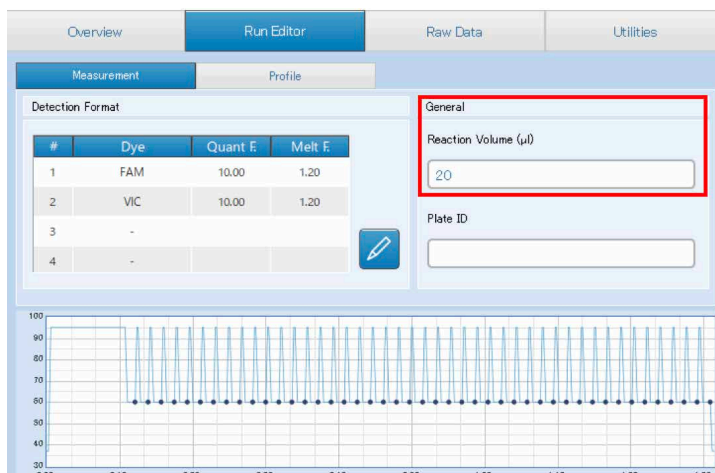 Overview Run Editor Raw Data Utilities
Measurement Profile
Detection Format
# Dye Quant F. Melt F.
1 FAM 10.00 1.20
2 VIC 10.00 1.20
3 -
4 -
General
Reaction Volume (μl)
20
Plate ID
100
90
80
70
60
50
40
30